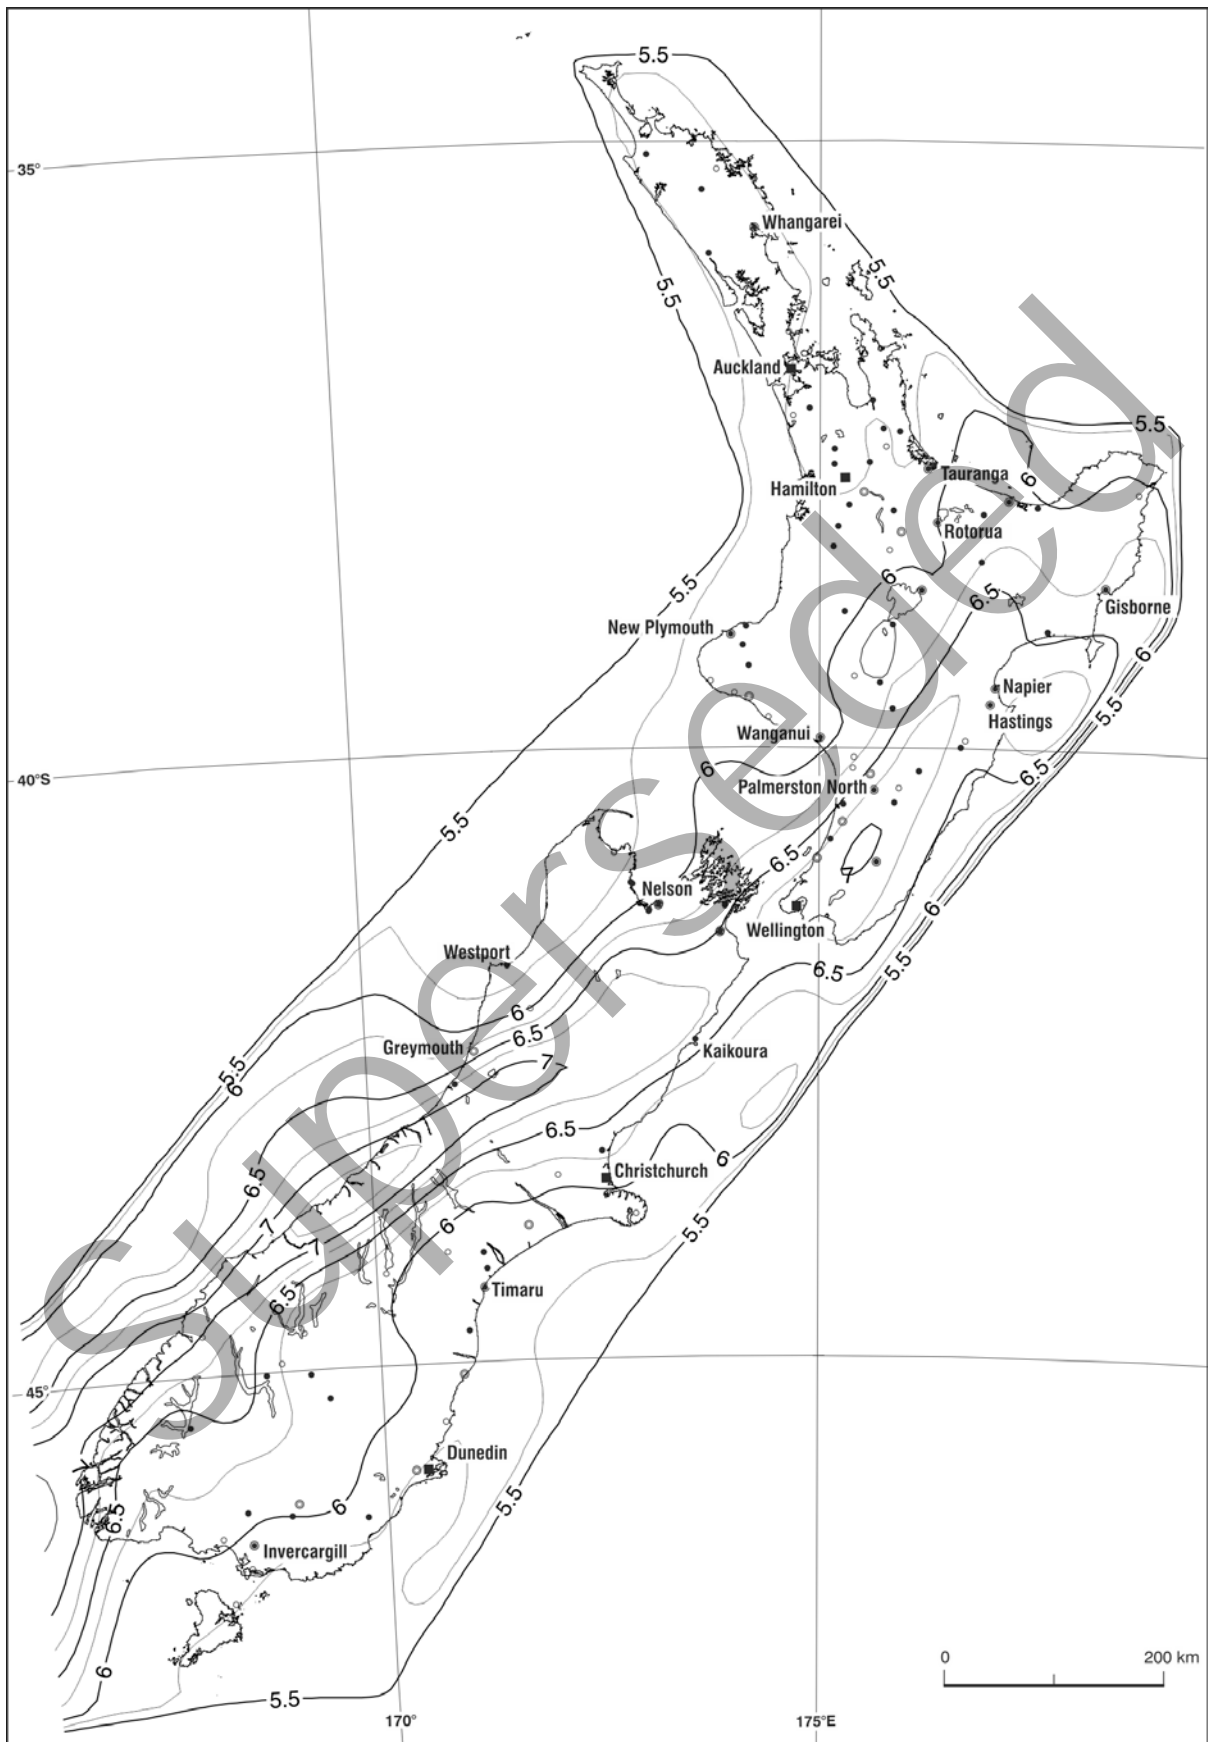 5.5
35°
Whangarei
5.5
5.5
Auckland
5.5
Tauranga
6
Hamilton
Rotorua
6
5.5
6.5
Gisborne
New Plymouth
6
Napier
5.5
Hastings
Wanganui
6
6.5
40°S
Palmerston North
5.5
6.5
7
Nelson
6
Wellington
Westport
5.5
6.5
6
6.5
Greymouth
Kaikoura
7
5.5
6
6.5
6
Christchurch
6.5
7
6
5.5
7
6.5
Timaru
45°
Dunedin
5.5
6
6.5
Invercargill
6
0
200 km
5.5
170°
175°E
Superseded